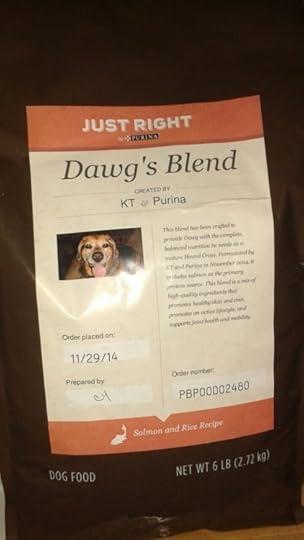 JUST RIGHT
by PURINA
Dawg's Blend
CREATED BY
KT & Purina
This blend has been crafted to
provide Dawg with the complete,
balanced nutrition he needs as a
mature Hound Cross. Formulated by
KT and Purina in November 2014, it
includes salmon as the primary
protein source. This blend is a mix of
high-quality ingredients that
promotes healthy skin and coat,
promotes an active lifestyle, and
supports joint health and mobility.
Order placed on:
11/29/14
Order number:
PBP00002480
Prepared by:
Salmon and Rice Recipe
DOG FOOD
NET WT 6 LB (2.72 kg)